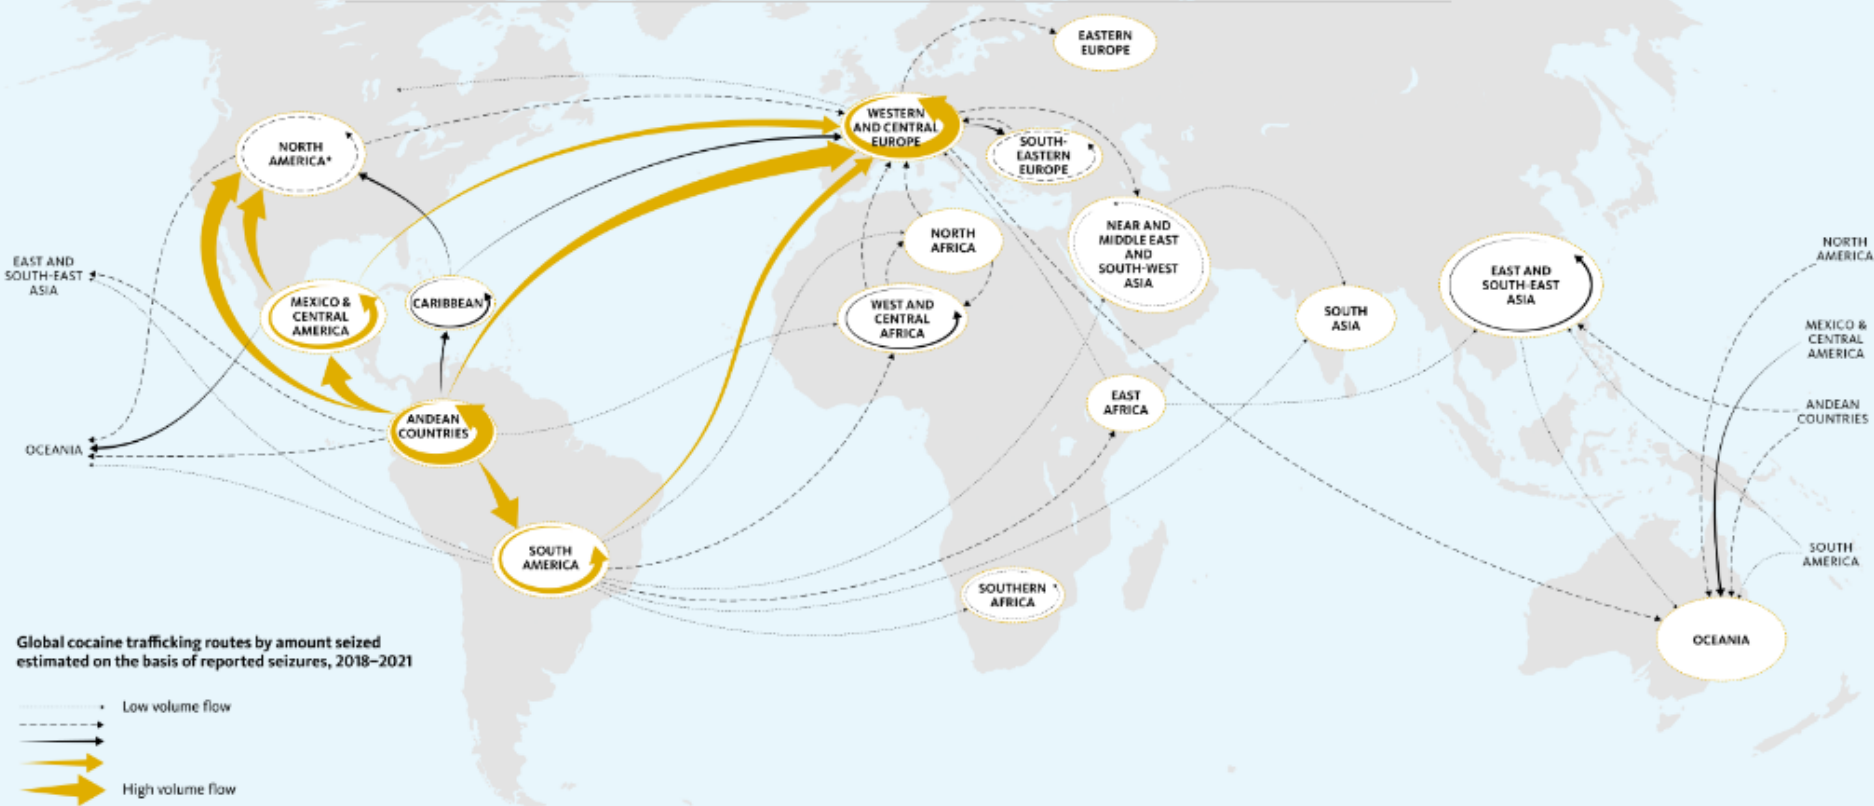 EASTERN
EUROPE
WESTERN
AND CENTRAL
EUROPE
NORTH
AMERICA*
SOUTH-
EASTERN
EUROPE
NORTH
AFRICA
NEAR AND
MIDDLE EAST
AND
SOUTH-WEST
ASIA
EAST AND
SOUTH-EAST
ASIA
NORTH
AMERICA
EAST AND
SOUTH-EAST
ASIA
MEXICO &
CENTRAL
AMERICA
CARIBBEAN
WEST AND
CENTRAL
AFRICA
SOUTH
ASIA
MEXICO &
CENTRAL
AMERICA
ANDEAN
COUNTRIES
EAST
AFRICA
ANDEAN
COUNTRIES
OCEANIA
SOUTH
AMERICA
SOUTHERN
AFRICA
SOUTH
AMERICA
OCEANIA
Global cocaine trafficking routes by amount seized
estimated on the basis of reported seizures, 2018–2021
Low volume flow
High volume flow